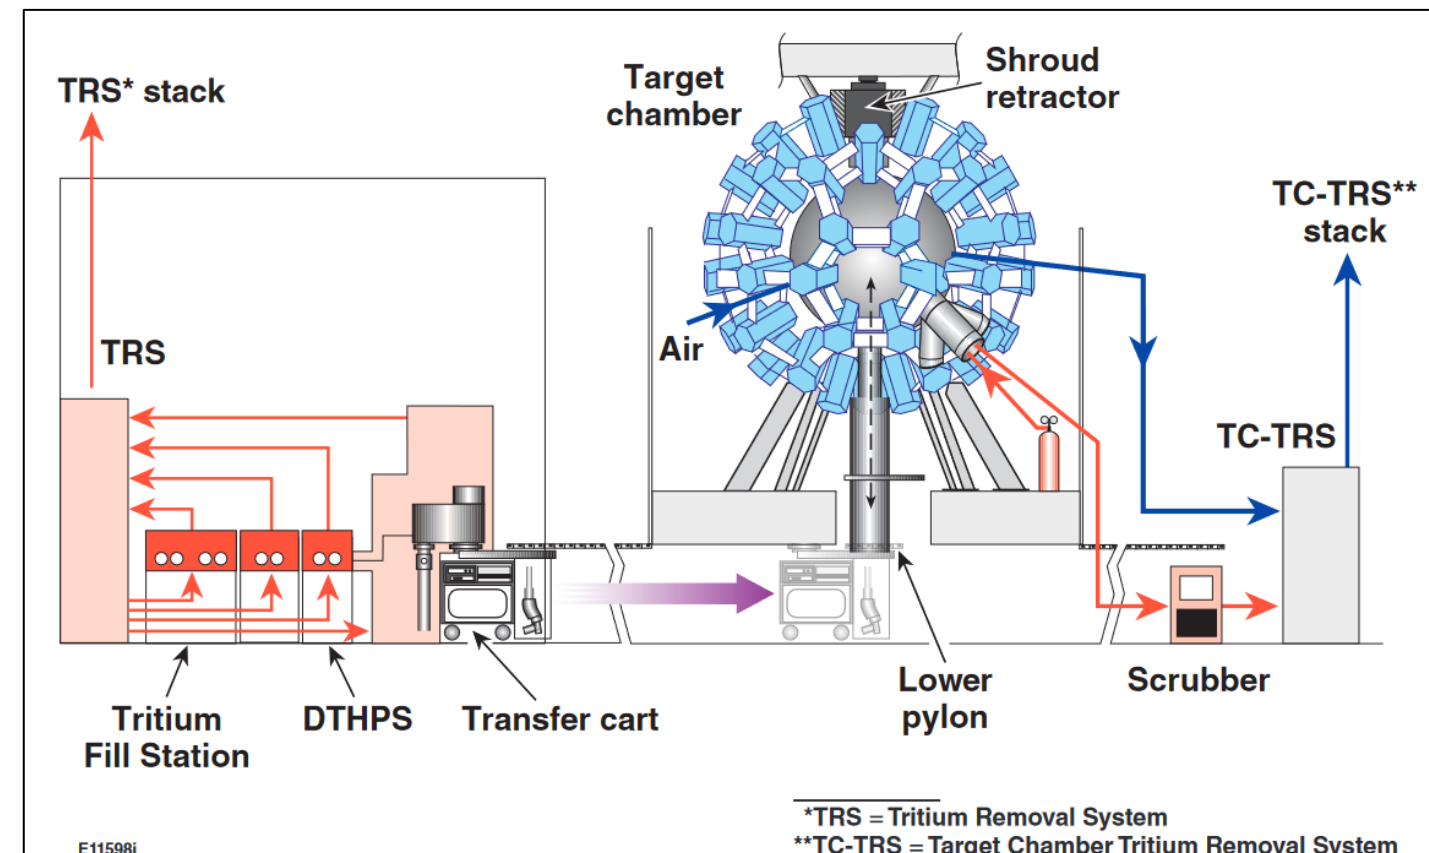 TRS* stack
Target
chamber
Shroud
retractor
TC-TRS**
stack
TRS
Air
TC-TRS
Tritium
Fill Station
DTHPS
Transfer cart
Lower
pylon
Scrubber
*TRS = Tritium Removal System
**TC-TRS = Target Chamber Tritium Removal System
E11598i